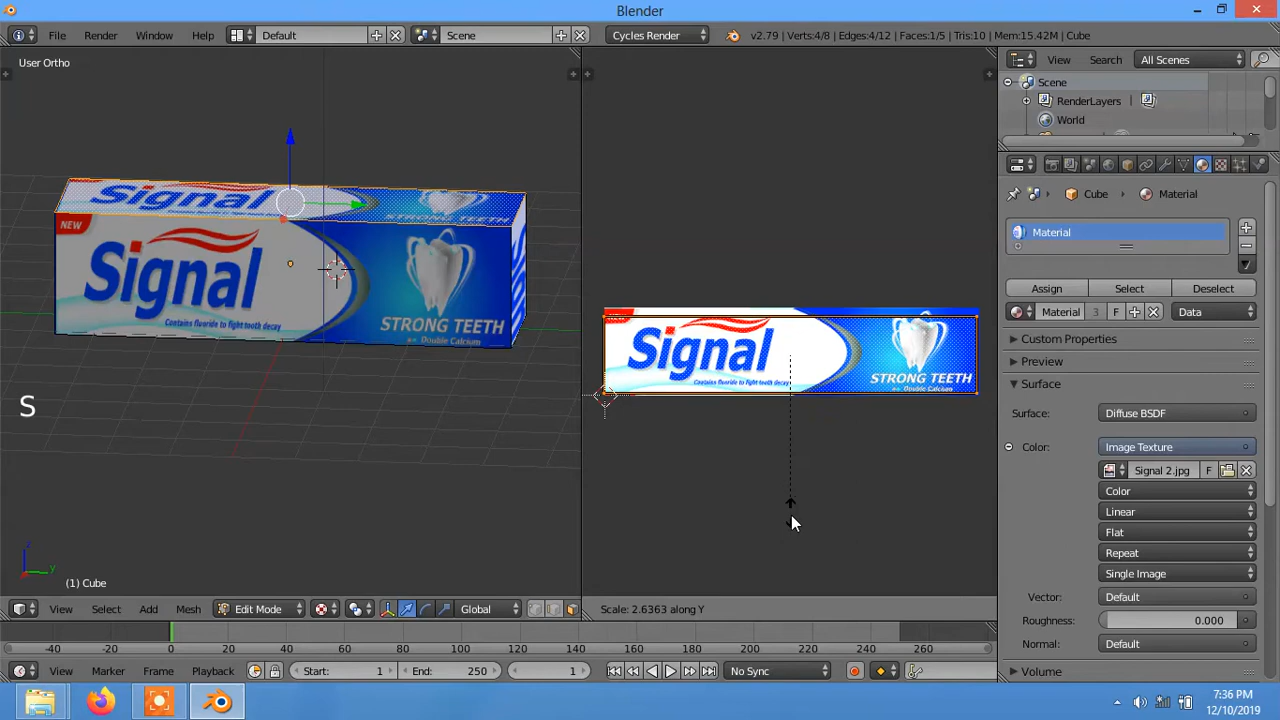 Blender
File Render Window Help Default Scene Cycles Render v2.79 | Verts:4/8 | Edges:4/12 | Faces:1/5 | Tris:10 | Mem:15.42M | Cube
User Ortho
View Search All Scenes
Scene
RenderLayers
World
Cube Material
Material
Assign Select Deselect
Material 3 F Data
Custom Properties
Preview
Surface
Surface: Diffuse BSDF
Color: Image Texture
Signal 2.jpg F
Color
Linear
Flat
Repeat
Single Image
Vector: Default
Roughness: 0.000
Normal: Default
Volume
Signal
STRONG TEETH
NEW
Signal
Contains fluoride to fight tooth decay
STRONG TEETH
Double Calcium
Signal
Contains fluoride to fight tooth decay
STRONG TEETH
Double Calcium
S
z
y
(1) Cube
View Select Add Mesh Edit Mode Global
Scale: 2.6363 along Y
-40 -20 0 20 40 60 80 100 120 140 160 180 200 220 240 260
View Marker Frame Playback Start: 1 End: 250 1 No Sync
7:36 PM
12/10/2019